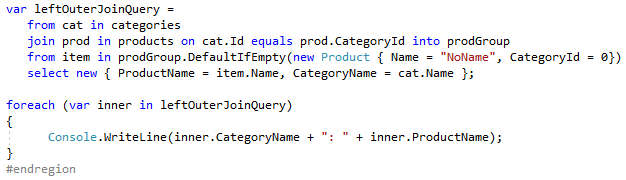 var leftOuterJoinQuery =
from cat in categories
join prod in products on cat.Id equals prod.CategoryId into prodGroup
from item in prodGroup.DefaultIfEmpty(new Product { Name = "NoName", CategoryId = 0})
select new { ProductName = item.Name, CategoryName = cat.Name };
foreach (var inner in leftOuterJoinQuery)
{
Console.WriteLine(inner.CategoryName + ": " + inner.ProductName);
}
#endregion